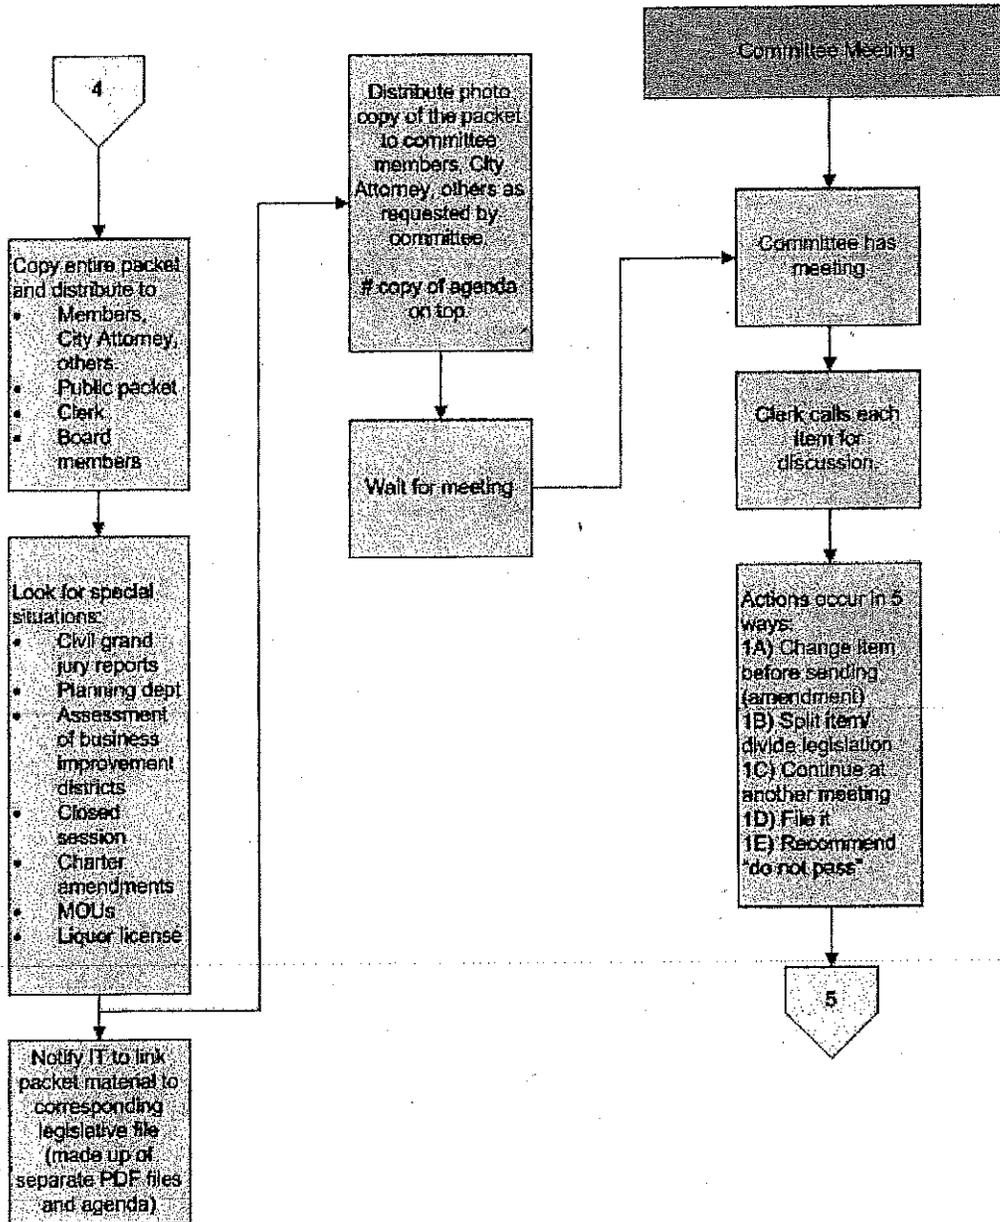 4
Copy entire packet
and distribute to
• Members,
City Attorney,
others.
• Public packet
• Clerk
• Board
members
Look for special
situations:
• Civil grand
jury reports
• Planning dept
• Assessment
of business
improvement
districts
• Closed
session
• Charter
amendments
• MOUs
• Liquor license
Notify IT to link
packet material to
corresponding
legislative file
(made up of
separate PDF files
and agenda)
Distribute photo
copy of the packet
to committee
members, City
Attorney, others as
requested by
committee.
# copy of agenda
on top.
Wait for meeting
Committee Meeting
Committee has
meeting
Clerk calls each
item for
discussion.
Actions occur in 5
ways:
1A) Change item
before sending
(amendment)
1B) Split item/
divide legislation
1C) Continue at
another meeting
1D) File it
1E) Recommend
"do not pass"
5